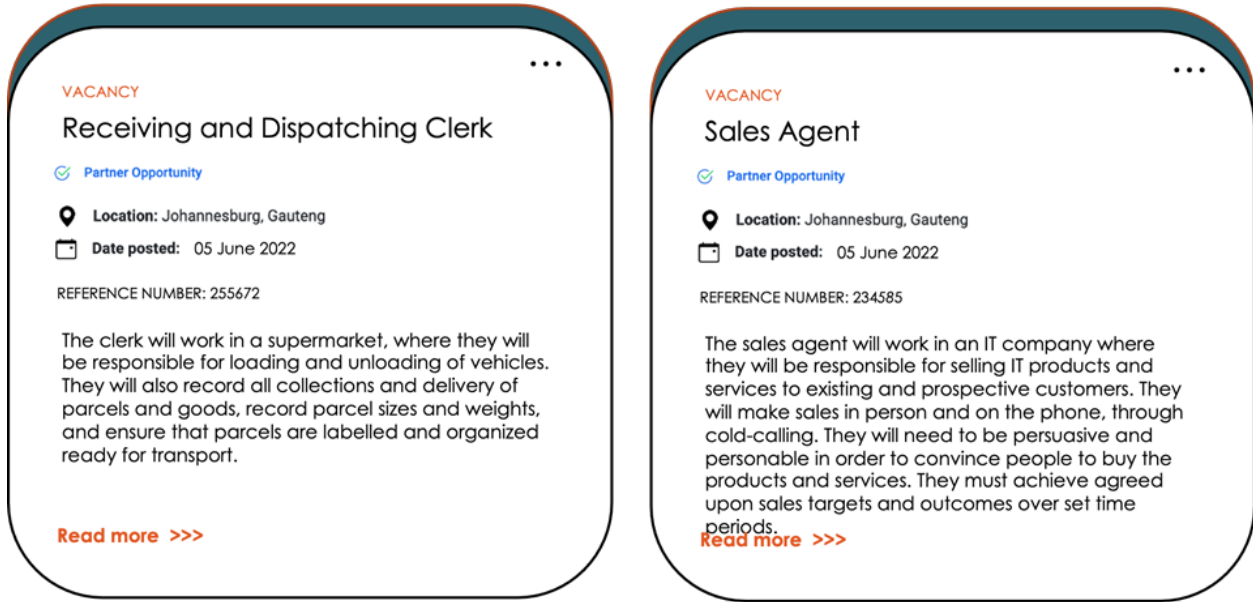 VACANCY
Receiving and Dispatching Clerk
Partner Opportunity
Location: Johannesburg, Gauteng
Date posted: 05 June 2022
REFERENCE NUMBER: 255672
The clerk will work in a supermarket, where they will
be responsible for loading and unloading of vehicles.
They will also record all collections and delivery of
parcels and goods, record parcel sizes and weights,
and ensure that parcels are labelled and organized
ready for transport.
Read more >>>
VACANCY
Sales Agent
Partner Opportunity
Location: Johannesburg, Gauteng
Date posted: 05 June 2022
REFERENCE NUMBER: 234585
The sales agent will work in an IT company where
they will be responsible for selling IT products and
services to existing and prospective customers. They
will make sales in person and on the phone, through
cold-calling. They will need to be persuasive and
personable in order to convince people to buy the
products and services. They must achieve agreed
upon sales targets and outcomes over set time
periods.
Read more >>>